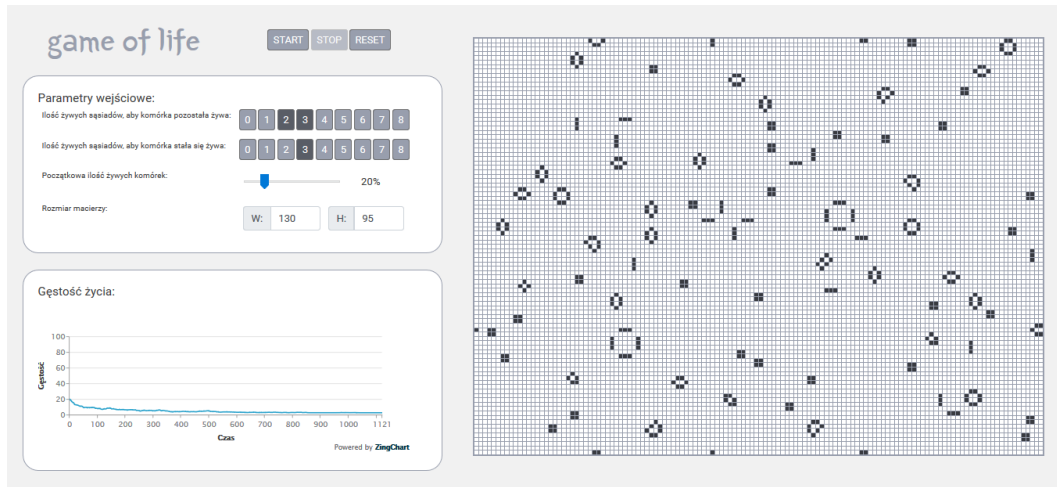 game of life
START STOP RESET
Parametry wejściowe:
Ilość żywych sąsiadów, aby komórka pozostała żywa: 0 1 2 3 4 5 6 7 8
Ilość żywych sąsiadów, aby komórka stała się żywa: 0 1 2 3 4 5 6 7 8
Początkowa ilość żywych komórek: 20%
Rozmiar macierzy: W: 130 H: 95
Gęstość życia:
100
80
60
40
20
0
Gęstość
0 100 200 300 400 500 600 700 800 900 1000 1121
Czas
Powered by ZingChart